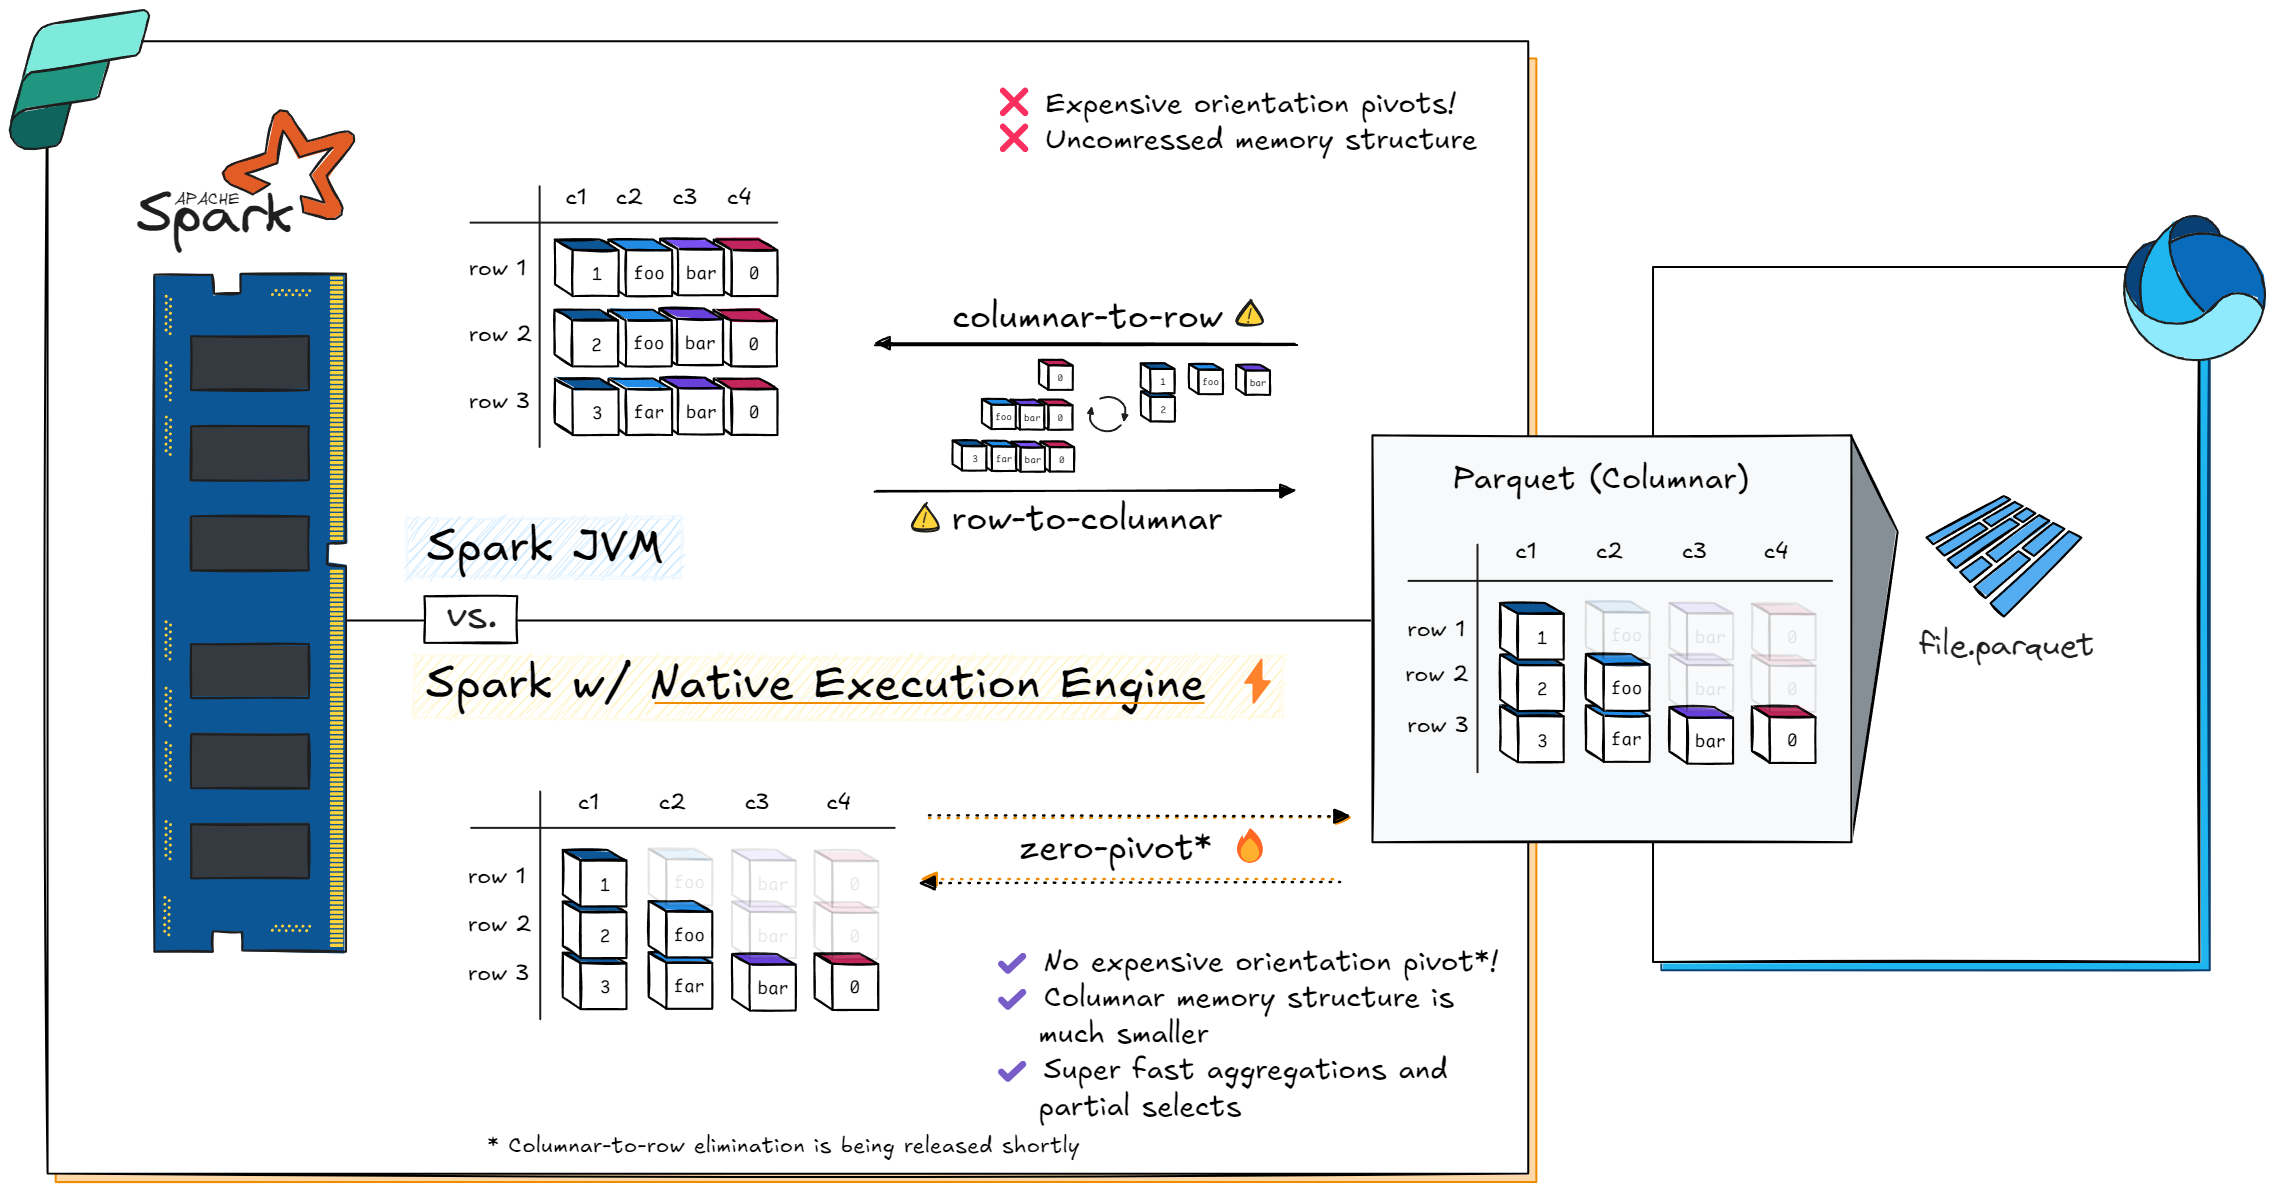 Expensive orientation pivots!
Uncomressed memory structure
APACHE
Spark
c1 c2 c3 c4
row 1 1 foo bar 0
row 2 2 foo bar 0
row 3 3 far bar 0
columnar-to-row
0 1 foo bar
foo bar 0 2
3 far bar 0
row-to-columnar
Spark JVM
vs.
Spark w/ Native Execution Engine
c1 c2 c3 c4
row 1 1 foo bar 0
row 2 2 foo bar 0
row 3 3 far bar 0
zero-pivot*
No expensive orientation pivot*!
Columnar memory structure is
much smaller
Super fast aggregations and
partial selects
* Columnar-to-row elimination is being released shortly
Parquet (Columnar)
c1 c2 c3 c4
row 1 1 foo bar 0
row 2 2 foo bar 0
row 3 3 far bar 0
file.parquet